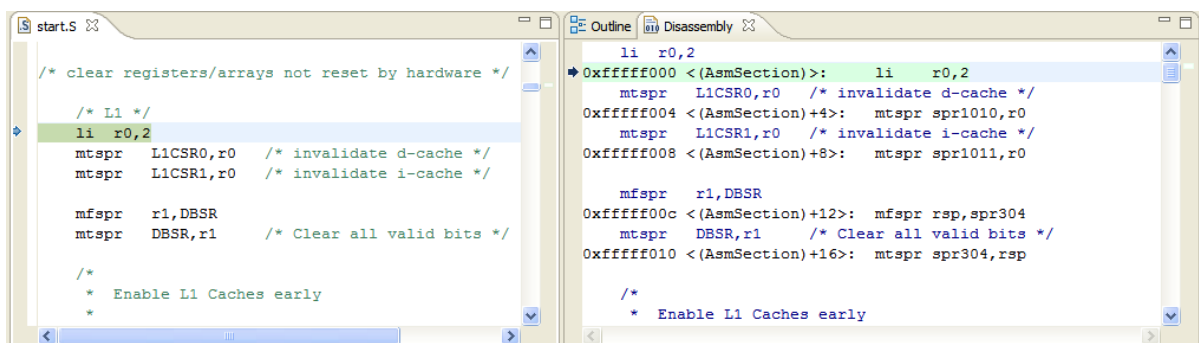 start.S
/* clear registers/arrays not reset by hardware */
/* L1 */
li r0,2
mtspr L1CSR0,r0 /* invalidate d-cache */
mtspr L1CSR1,r0 /* invalidate i-cache */
mfspr r1,DBSR
mtspr DBSR,r1 /* Clear all valid bits */
/*
* Enable L1 Caches early
*
Outline Disassembly
li r0,2
0xfffff000 <(AsmSection)>: li r0,2
mtspr L1CSR0,r0 /* invalidate d-cache */
0xfffff004 <(AsmSection)+4>: mtspr spr1010,r0
mtspr L1CSR1,r0 /* invalidate i-cache */
0xfffff008 <(AsmSection)+8>: mtspr spr1011,r0
mfspr r1,DBSR
0xfffff00c <(AsmSection)+12>: mfspr rsp,spr304
mtspr DBSR,r1 /* Clear all valid bits */
0xfffff010 <(AsmSection)+16>: mtspr spr304,rsp
/*
* Enable L1 Caches early